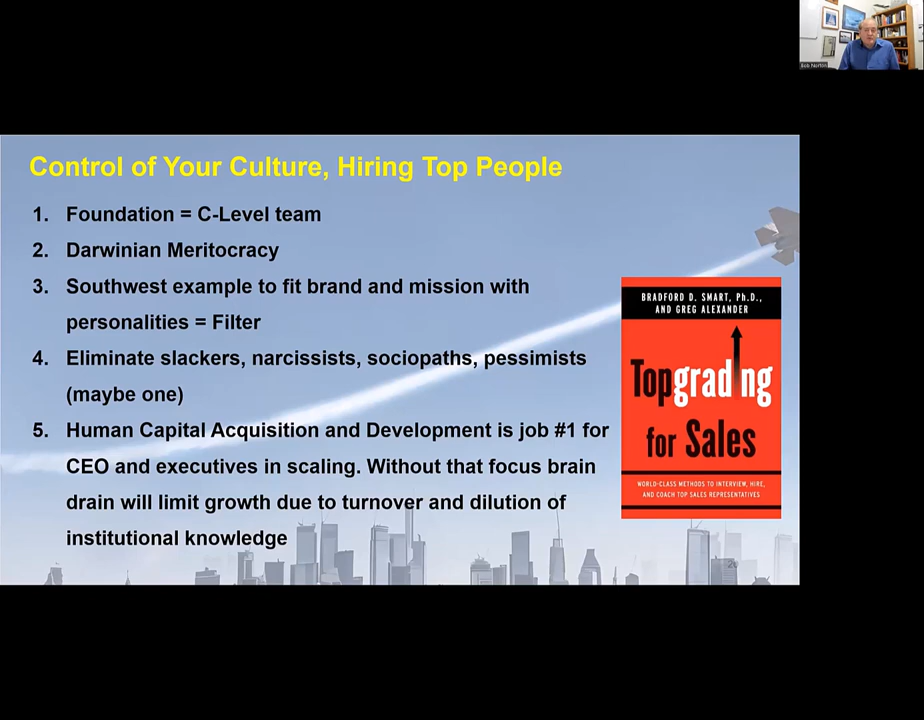 Bob Norton
Control of Your Culture, Hiring Top People
1. Foundation = C-Level team
2. Darwinian Meritocracy
3. Southwest example to fit brand and mission with
personalities = Filter
4. Eliminate slackers, narcissists, sociopaths, pessimists
(maybe one)
5. Human Capital Acquisition and Development is job #1 for
CEO and executives in scaling. Without that focus brain
drain will limit growth due to turnover and dilution of
institutional knowledge
BRADFORD D. SMART, Ph.D.,
AND GREG ALEXANDER
Topgrading
for Sales
WORLD-CLASS METHODS TO INTERVIEW, HIRE,
AND COACH TOP SALES REPRESENTATIVES